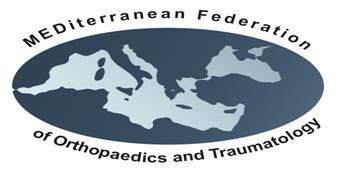 MEDiterranean Federation
of Orthopaedics and Traumatology